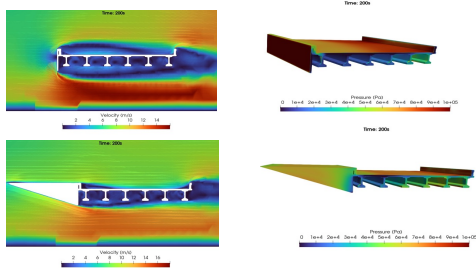 Time: 200s
Velocity (m/s)
2 4 6 8 10 12 14
Time: 200s
Pressure (Pa)
0 1e+4 2e+4 3e+4 4e+4 5e+4 6e+4 7e+4 8e+4 9e+4 1e+05
Time: 200s
Velocity (m/s)
2 4 6 8 10 12 14 16
Time: 200s
Pressure (Pa)
0 1e+4 2e+4 3e+4 4e+4 5e+4 6e+4 7e+4 8e+4 9e+4 1e+05